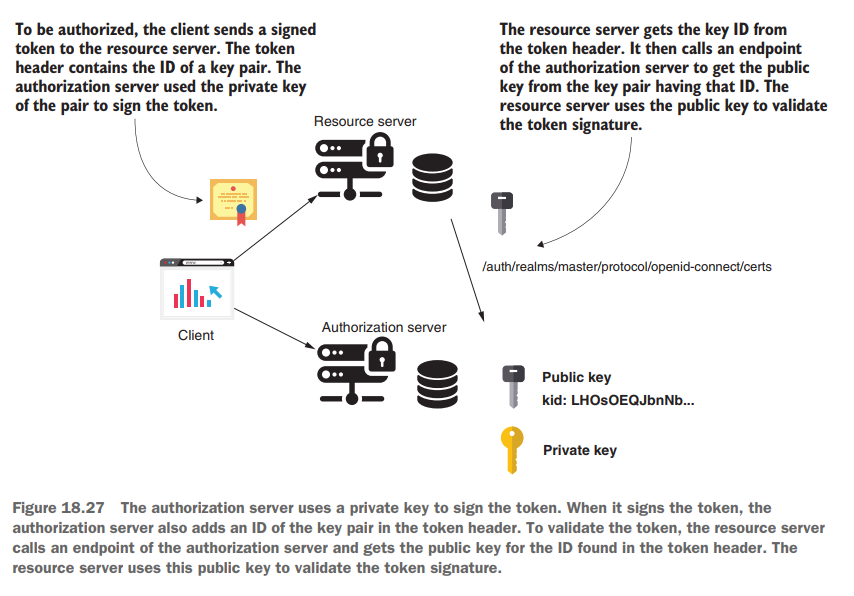 To be authorized, the client sends a signed
token to the resource server. The token
header contains the ID of a key pair. The
authorization server used the private key
of the pair to sign the token.
The resource server gets the key ID from
the token header. It then calls an endpoint
of the authorization server to get the public
key from the key pair having that ID. The
resource server uses the public key to validate
the token signature.
Resource server
/auth/realms/master/protocol/openid-connect/certs
Client
Authorization server
Public key
kid: LHOsOEQJbnNb...
Private key
Figure 18.27 The authorization server uses a private key to sign the token. When it signs the token, the
authorization server also adds an ID of the key pair in the token header. To validate the token, the resource server
calls an endpoint of the authorization server and gets the public key for the ID found in the token header. The
resource server uses this public key to validate the token signature.